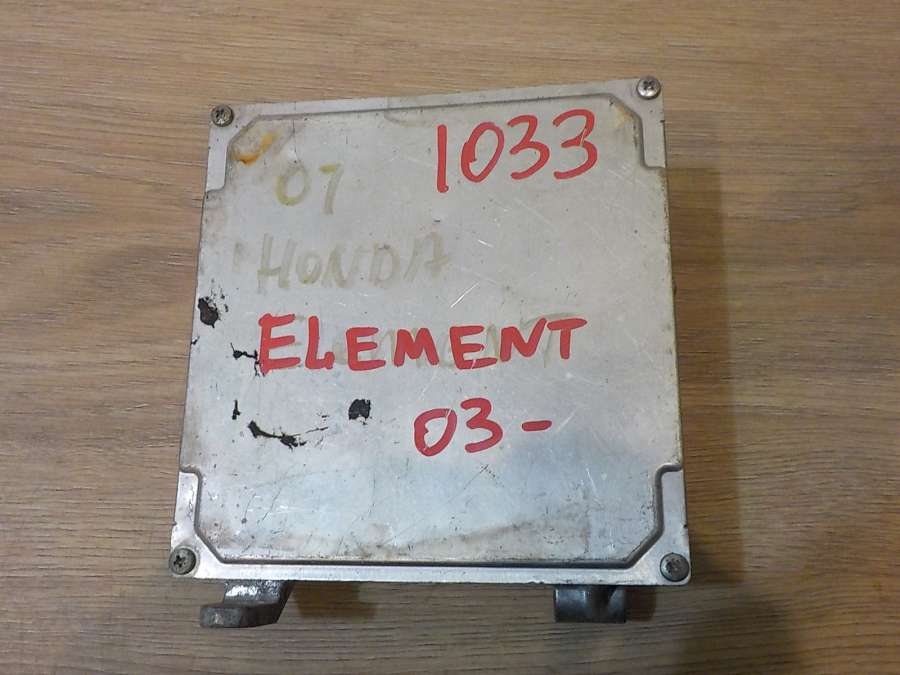 1033
07
HONDA
ELEMENT
03-